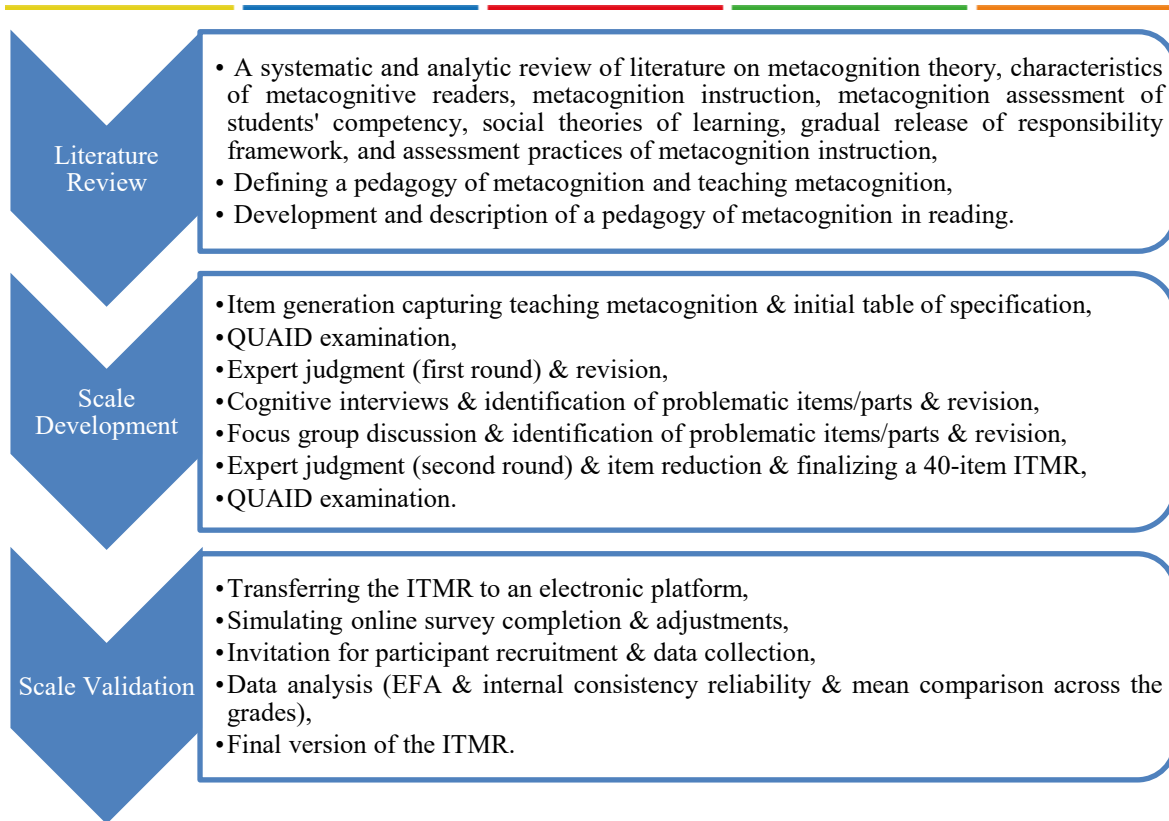 Literature
Review
• A systematic and analytic review of literature on metacognition theory, characteristics
of metacognitive readers, metacognition instruction, metacognition assessment of
students' competency, social theories of learning, gradual release of responsibility
framework, and assessment practices of metacognition instruction,
• Defining a pedagogy of metacognition and teaching metacognition,
• Development and description of a pedagogy of metacognition in reading.
Scale
Development
•Item generation capturing teaching metacognition & initial table of specification,
•QUAID examination,
•Expert judgment (first round) & revision,
•Cognitive interviews & identification of problematic items/parts & revision,
•Focus group discussion & identification of problematic items/parts & revision,
•Expert judgment (second round) & item reduction & finalizing a 40-item ITMR,
•QUAID examination.
Scale Validation
•Transferring the ITMR to an electronic platform,
•Simulating online survey completion & adjustments,
•Invitation for participant recruitment & data collection,
•Data analysis (EFA & internal consistency reliability & mean comparison across the
grades),
•Final version of the ITMR.